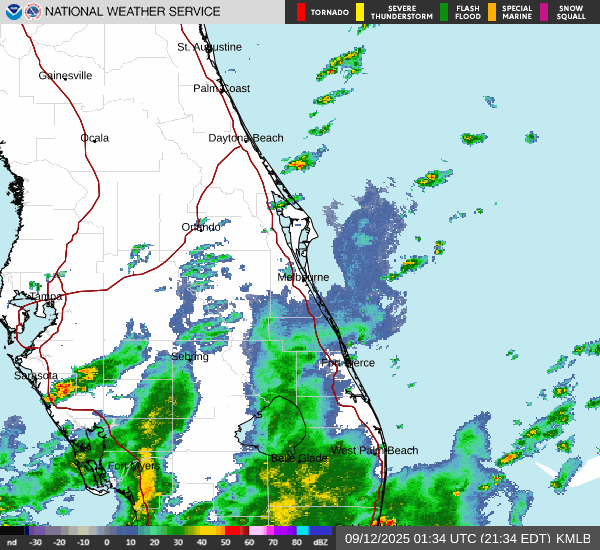 NATIONAL WEATHER SERVICE
TORNADO
SEVERE THUNDERSTORM
FLASH FLOOD
SPECIAL MARINE
SNOW SQUALL
St. Augustine
Gainesville
Palm Coast
Ocala
Daytona Beach
Orlando
Melbourne
Tampa
Sebring
Fort Pierce
Sarasota
West Palm Beach
Belle Glade
Fort Myers
nd -30 -20 -10 0 10 20 30 40 50 60 70 80 dBZ
09/12/2025 01:34 UTC (21:34 EDT) KMLB